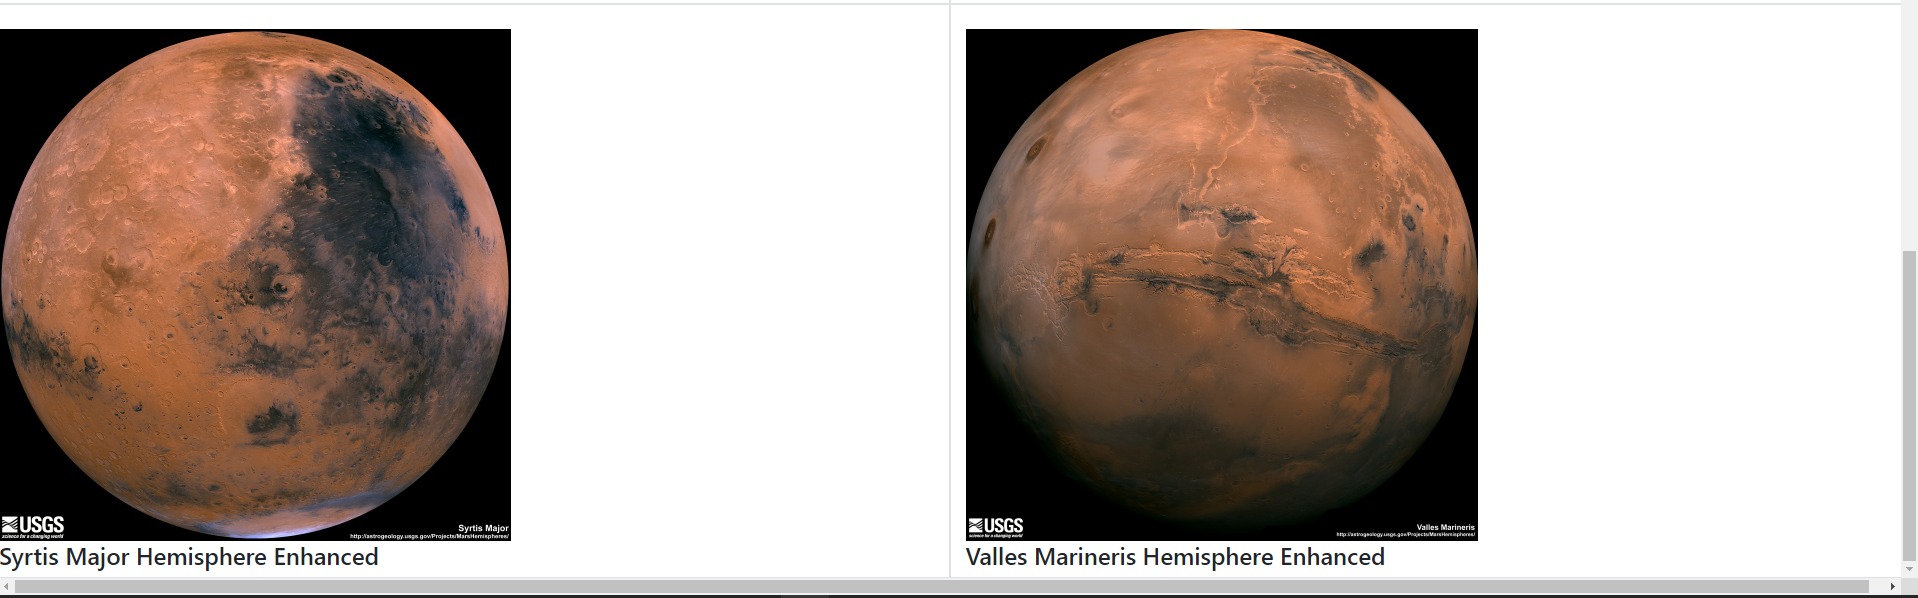 USGS
science for a changing world
Syrtis Major
http://astrogeology.usgs.gov/Projects/MarsHemispheres/
Syrtis Major Hemisphere Enhanced
USGS
science for a changing world
Valles Marineris
http://astrogeology.usgs.gov/Projects/MarsHemispheres/
Valles Marineris Hemisphere Enhanced